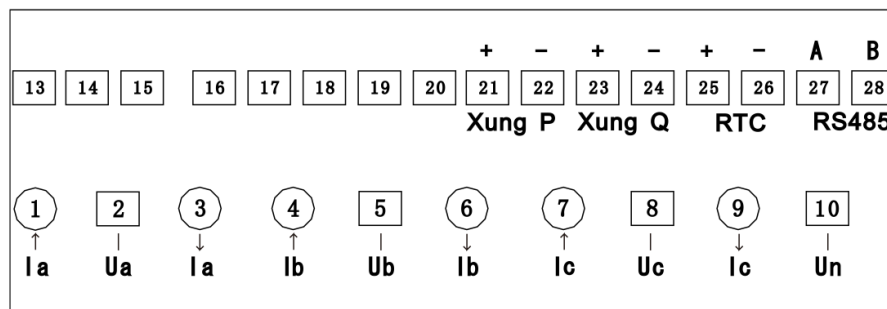 + - + - + - A B
13 14 15 16 17 18 19 20 21 22 23 24 25 26 27 28
Xung P Xung Q RTC RS485
1 2 3 4 5 6 7 8 9 10
Ia Ua Ia Ib Ub Ib Ic Uc Ic Un